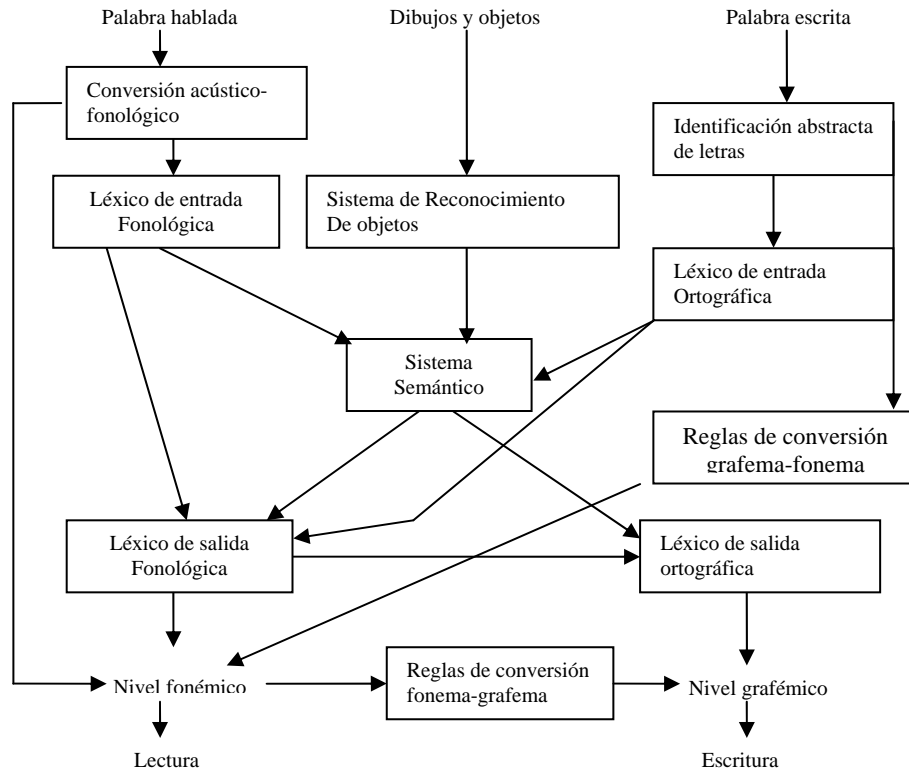 Palabra hablada
Dibujos y objetos
Palabra escrita
Conversión acústico-
fonológico
Identificación abstracta
de letras
Léxico de entrada
Fonológica
Sistema de Reconocimiento
De objetos
Léxico de entrada
Ortográfica
Sistema
Semántico
Reglas de conversión
grafema-fonema
Léxico de salida
Fonológica
Léxico de salida
ortográfica
Nivel fonémico
Reglas de conversión
fonema-grafema
Nivel grafémico
Lectura
Escritura